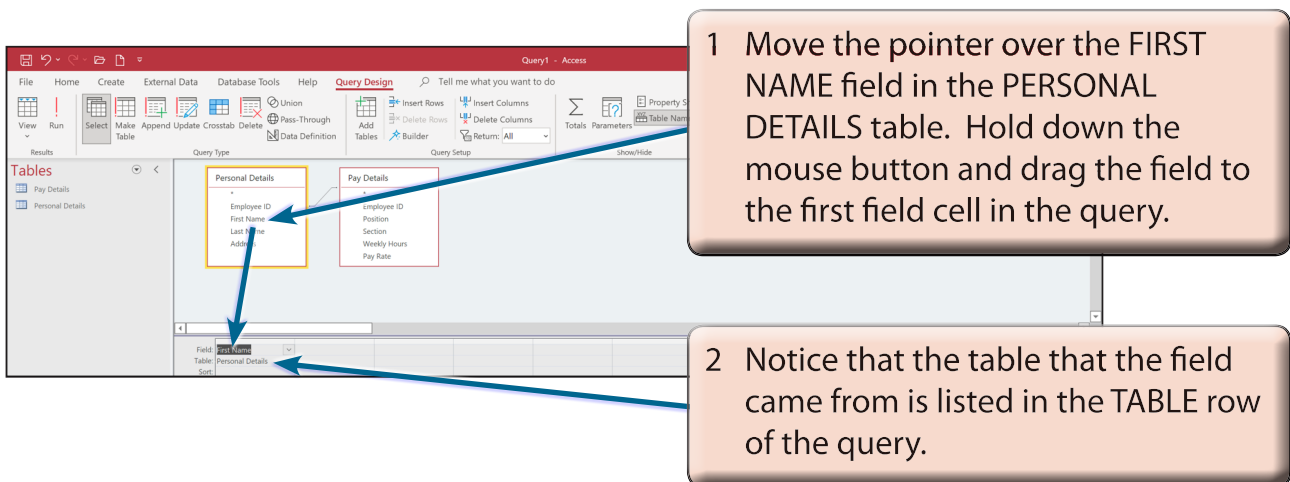 Query1 - Access
File Home Create External Data Database Tools Help Query Design Tell me what you want to do
View Run Select Make Table Append Update Crosstab Delete Union Pass-Through Data Definition Add Tables Insert Rows Delete Rows Builder Insert Columns Delete Columns Return: All Totals Parameters Property S Table Nam
Results Query Type Query Setup Show/Hide
Tables
Pay Details
Personal Details
Personal Details
*
Employee ID
First Name
Last
Pay Details
Employee ID
Position
Section
Weekly Hours
Pay Rate
Field: First Name
Table: Personal Details
Sort:
1 Move the pointer over the FIRST
NAME field in the PERSONAL
DETAILS table. Hold down the
mouse button and drag the field to
the first field cell in the query.
2 Notice that the table that the field
came from is listed in the TABLE row
of the query.